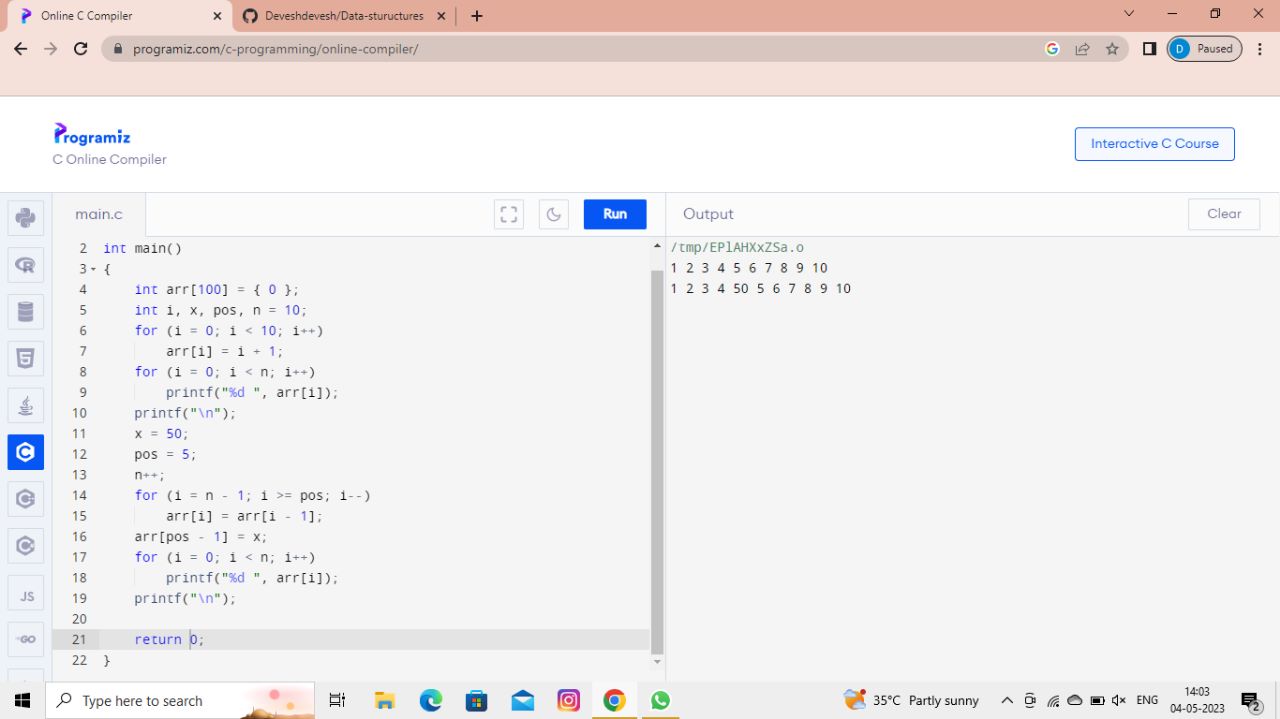 Online C Compiler
Deveshdevesh/Data-sturuct­ures
programiz.com/c-programming/online-compiler/
D Paused
Programiz
C Online Compiler
Interactive C Course
main.c
Run
Output
Clear
2 int main()
3 {
4 int arr[100] = { 0 };
5 int i, x, pos, n = 10;
6 for (i = 0; i < 10; i++)
7 arr[i] = i + 1;
8 for (i = 0; i < n; i++)
9 printf("%d ", arr[i]);
10 printf("\n");
11 x = 50;
12 pos = 5;
13 n++;
14 for (i = n - 1; i >= pos; i--)
15 arr[i] = arr[i - 1];
16 arr[pos - 1] = x;
17 for (i = 0; i < n; i++)
18 printf("%d ", arr[i]);
19 printf("\n");
20
21 return 0;
22 }
/tmp/EPlAHXxZSa.o
1 2 3 4 5 6 7 8 9 10
1 2 3 4 50 5 6 7 8 9 10
JS
GO
Type here to search
35°C Partly sunny
ENG
14:03
04-05-2023
2